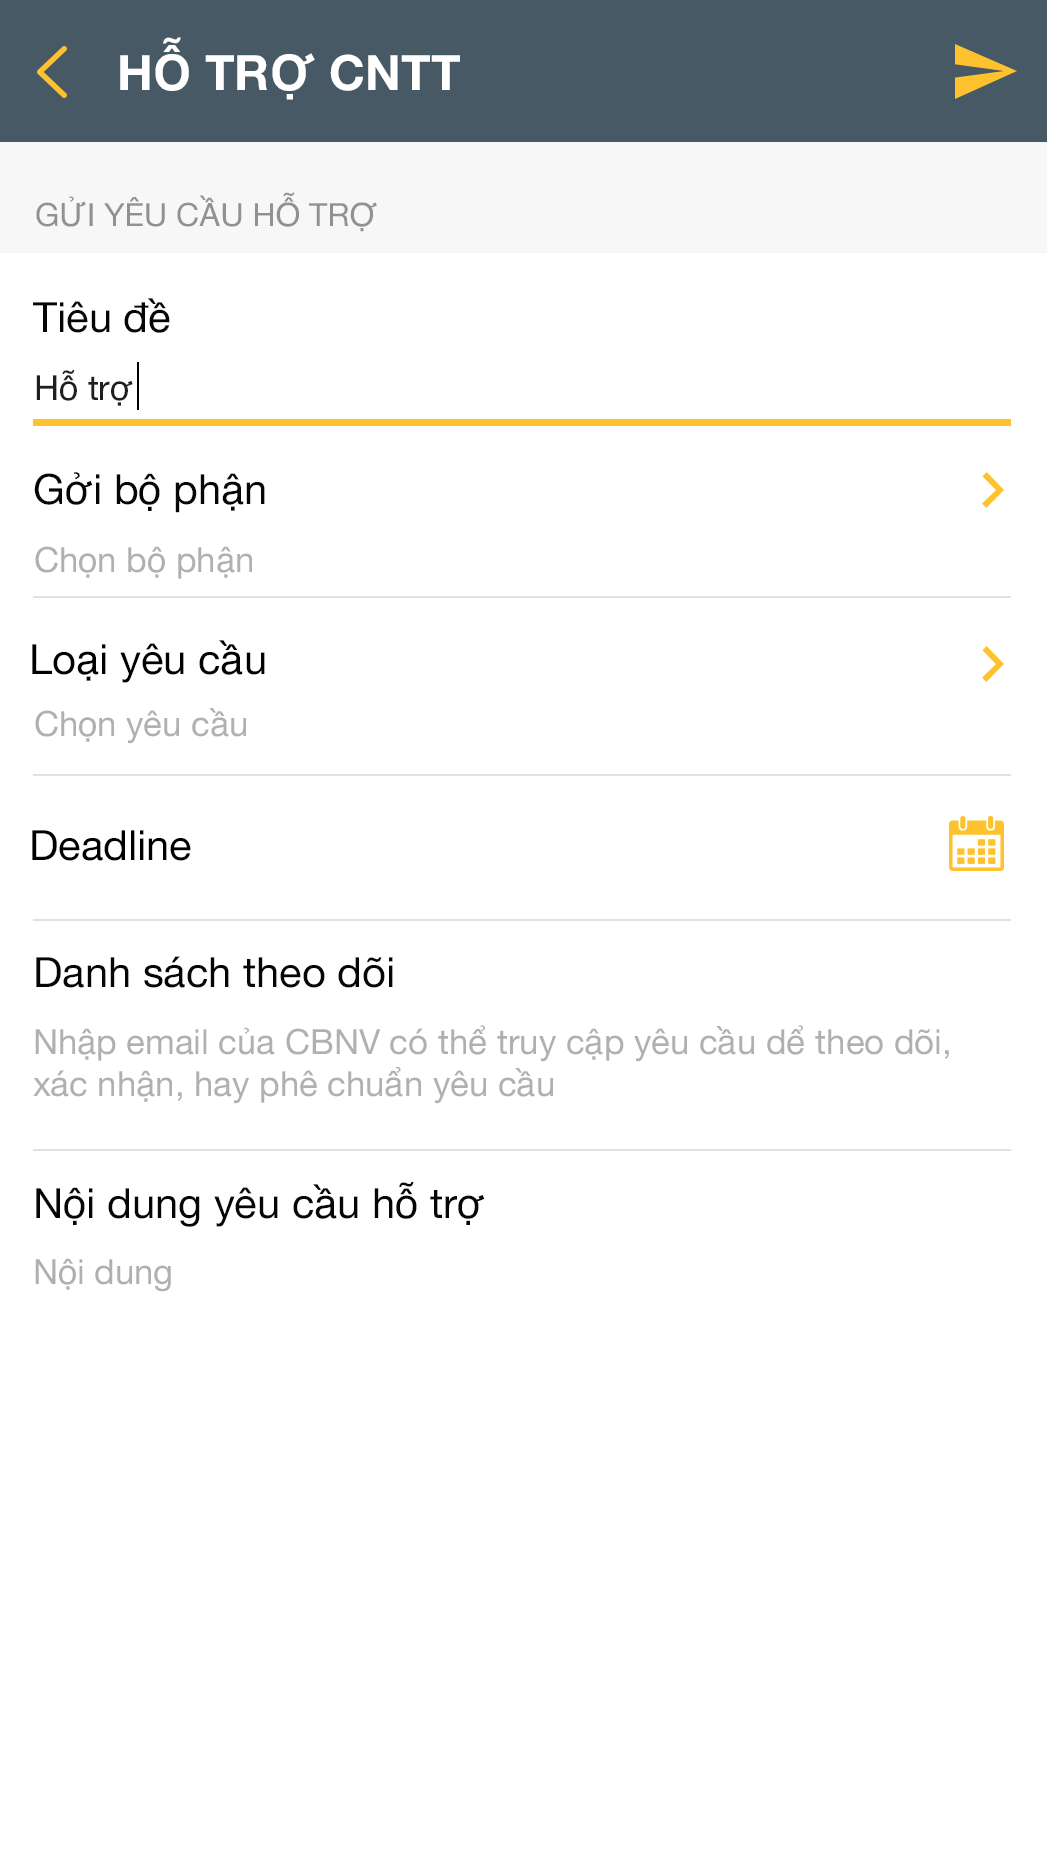 HỖ TRỢ CNTT
GỬI YÊU CẦU HỖ TRỢ
Tiêu đề
Hỗ trợ
Gởi bộ phận
Chọn bộ phận
Loại yêu cầu
Chọn yêu cầu
Deadline
Danh sách theo dõi
Nhập email của CBNV có thể truy cập yêu cầu dể theo dõi,
xác nhận, hay phê chuẩn yêu cầu
Nội dung yêu cầu hỗ trợ
Nội dung